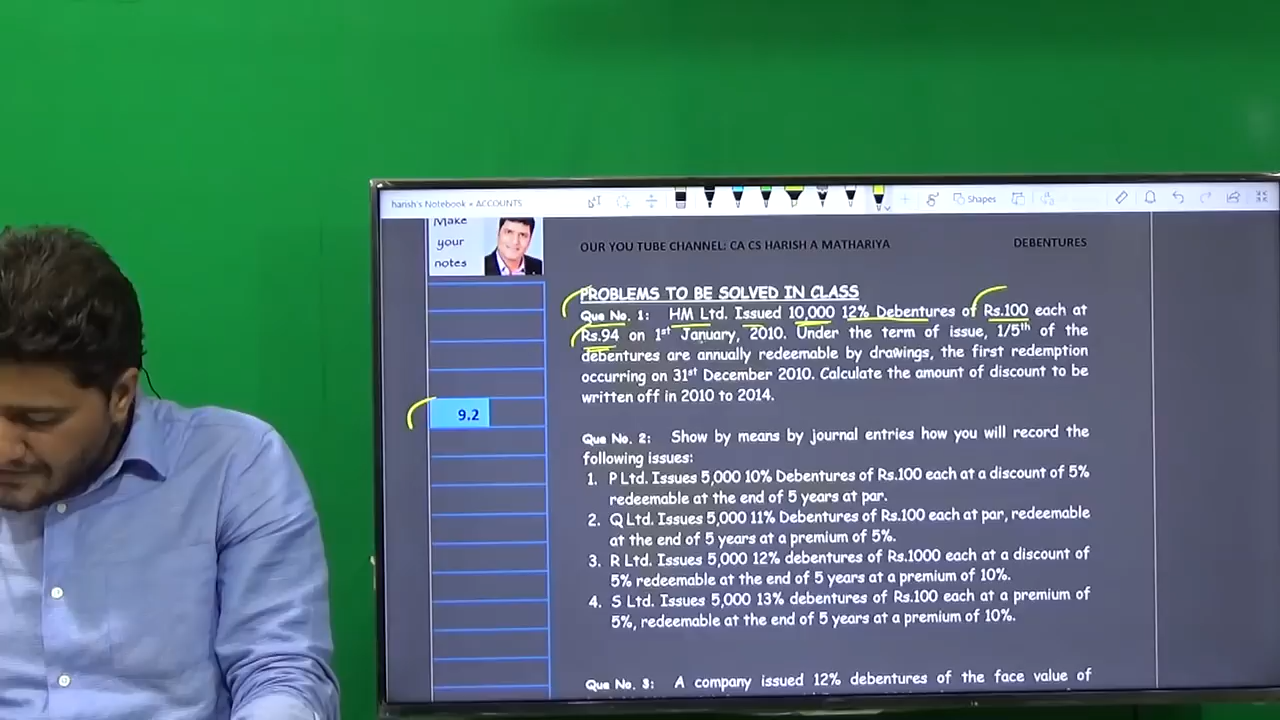 harish's Notebook » ACCOUNTS
Shapes
Make
your
notes
OUR YOU TUBE CHANNEL: CA CS HARISH A MATHARIYA DEBENTURES
PROBLEMS TO BE SOLVED IN CLASS
Que No. 1: HM Ltd. Issued 10,000 12% Debentures of Rs.100 each at
Rs.94 on 1st January, 2010. Under the term of issue, 1/5th of the
debentures are annually redeemable by drawings, the first redemption
occurring on 31st December 2010. Calculate the amount of discount to be
written off in 2010 to 2014.
9.2
Que No. 2: Show by means by journal entries how you will record the
following issues:
1. P Ltd. Issues 5,000 10% Debentures of Rs.100 each at a discount of 5%
redeemable at the end of 5 years at par.
2. Q Ltd. Issues 5,000 11% Debentures of Rs.100 each at par, redeemable
at the end of 5 years at a premium of 5%.
3. R Ltd. Issues 5,000 12% debentures of Rs.1000 each at a discount of
5% redeemable at the end of 5 years at a premium of 10%.
4. S Ltd. Issues 5,000 13% debentures of Rs.100 each at a premium of
5%, redeemable at the end of 5 years at a premium of 10%.
Que No. 3: A company issued 12% debentures of the face value of